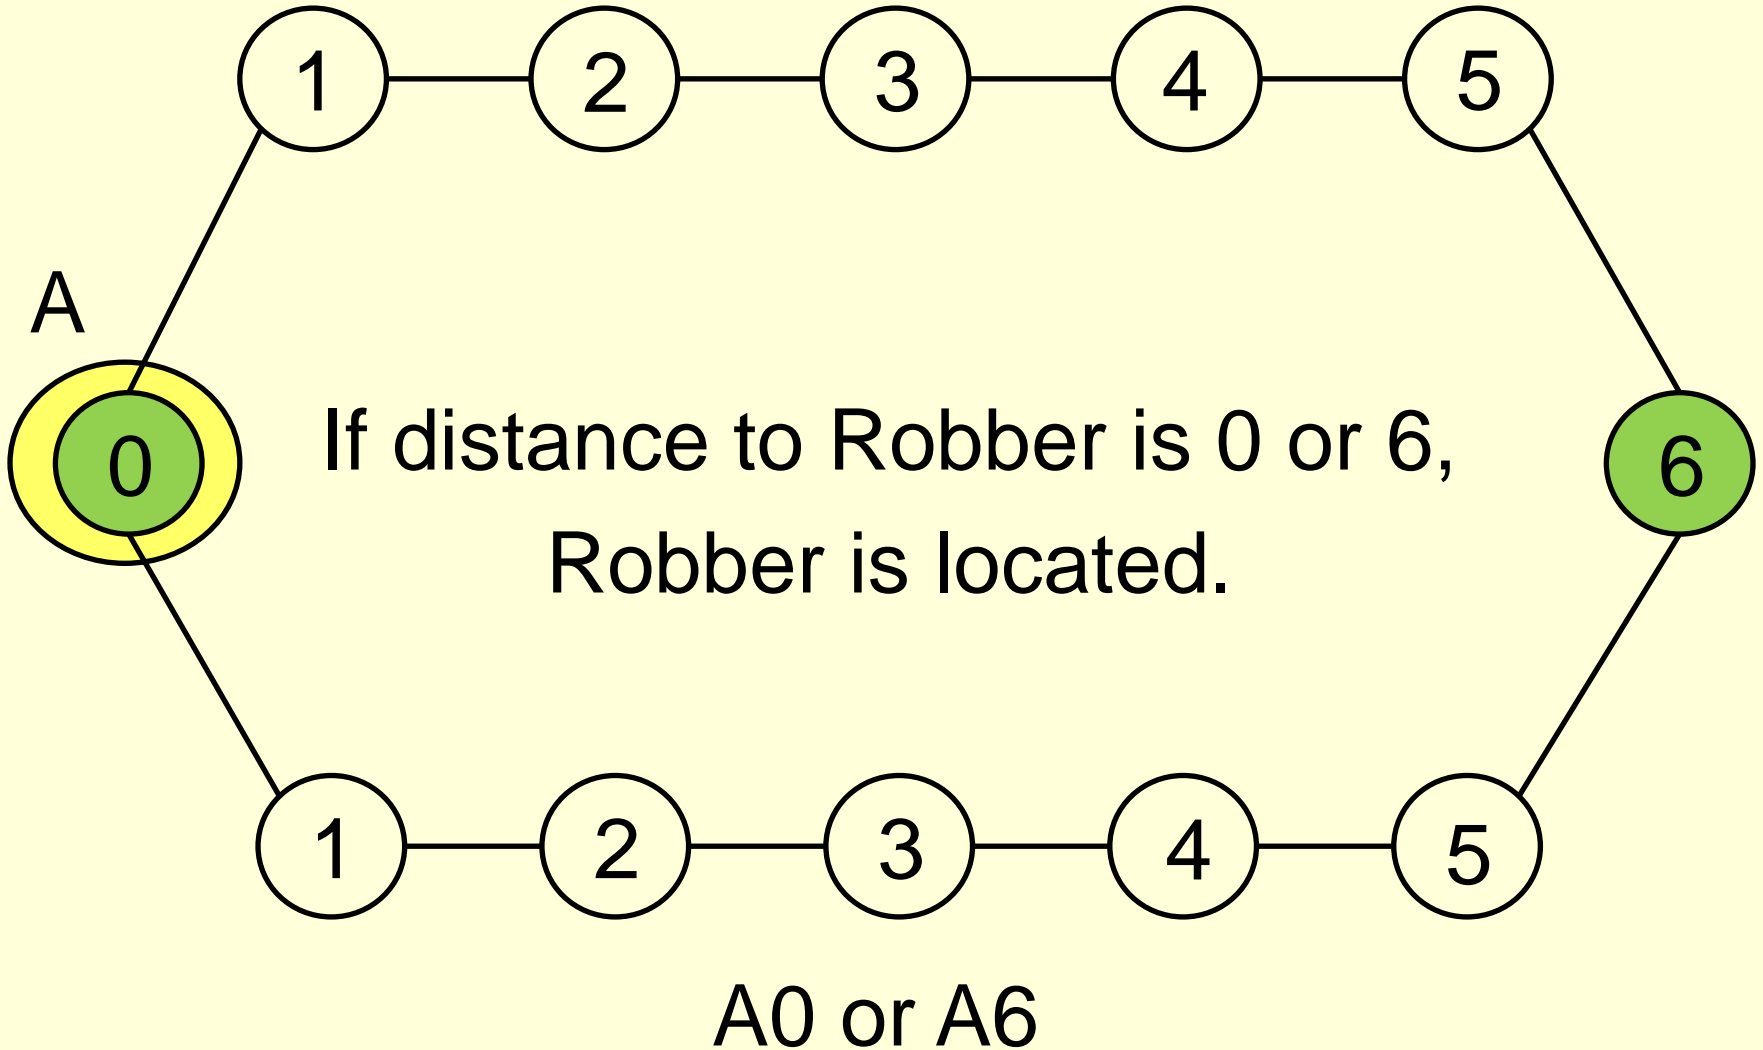 1 2 3 4 5
A
0 If distance to Robber is 0 or 6, 6
Robber is located.
1 2 3 4 5
A0 or A6